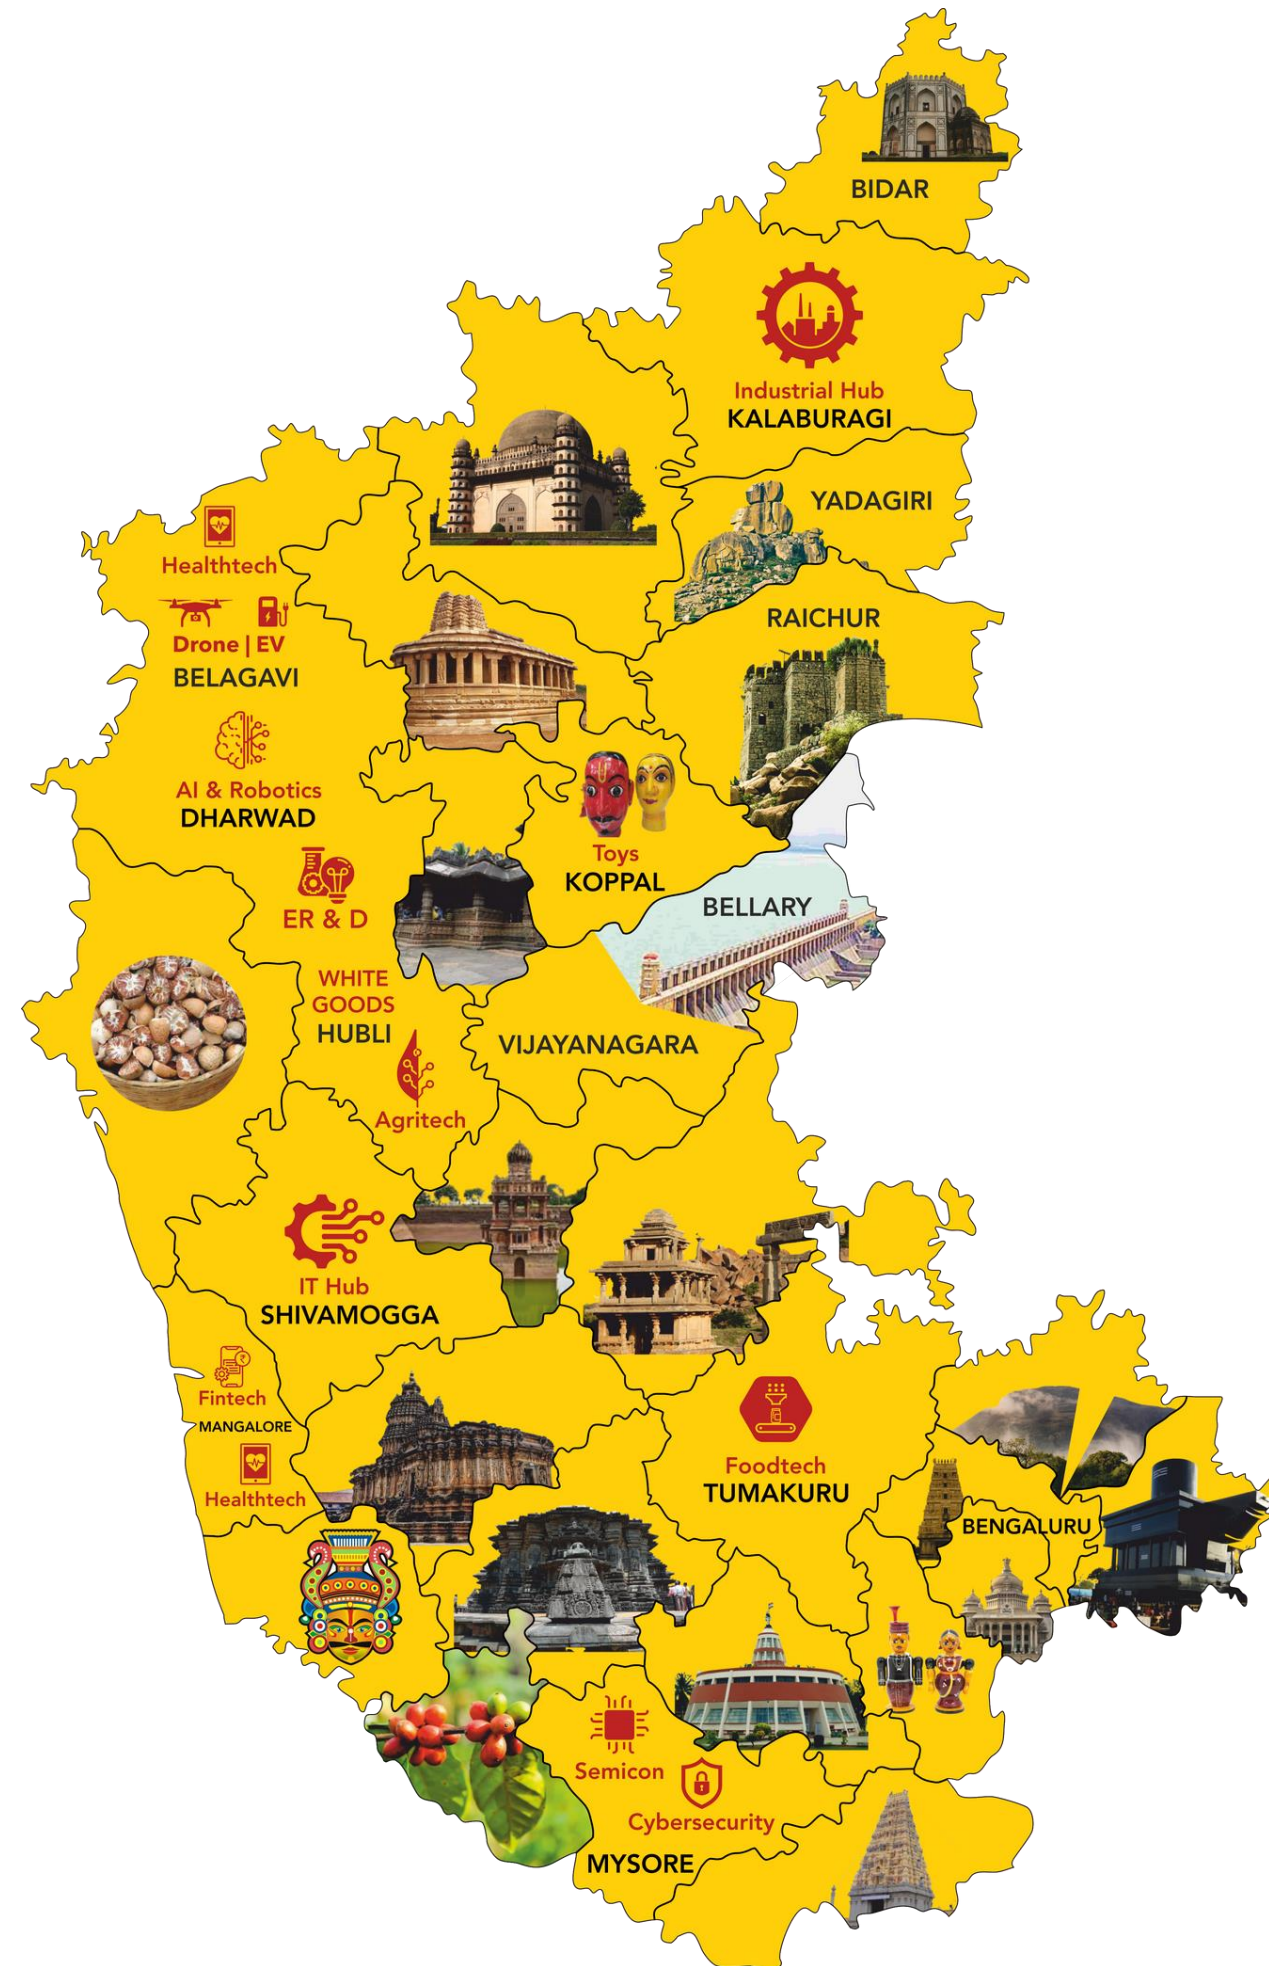 BIDAR
Industrial Hub
KALABURAGI
YADAGIRI
Healthtech
Drone | EV
BELAGAVI
RAICHUR
AI & Robotics
DHARWAD
Toys
KOPPAL
ER & D
BELLARY
WHITE
GOODS
HUBLI
VIJAYANAGARA
Agritech
IT Hub
SHIVAMOGGA
Fintech
MANGALORE
Healthtech
Foodtech
TUMAKURU
BENGALURU
Semicon
Cybersecurity
MYSORE